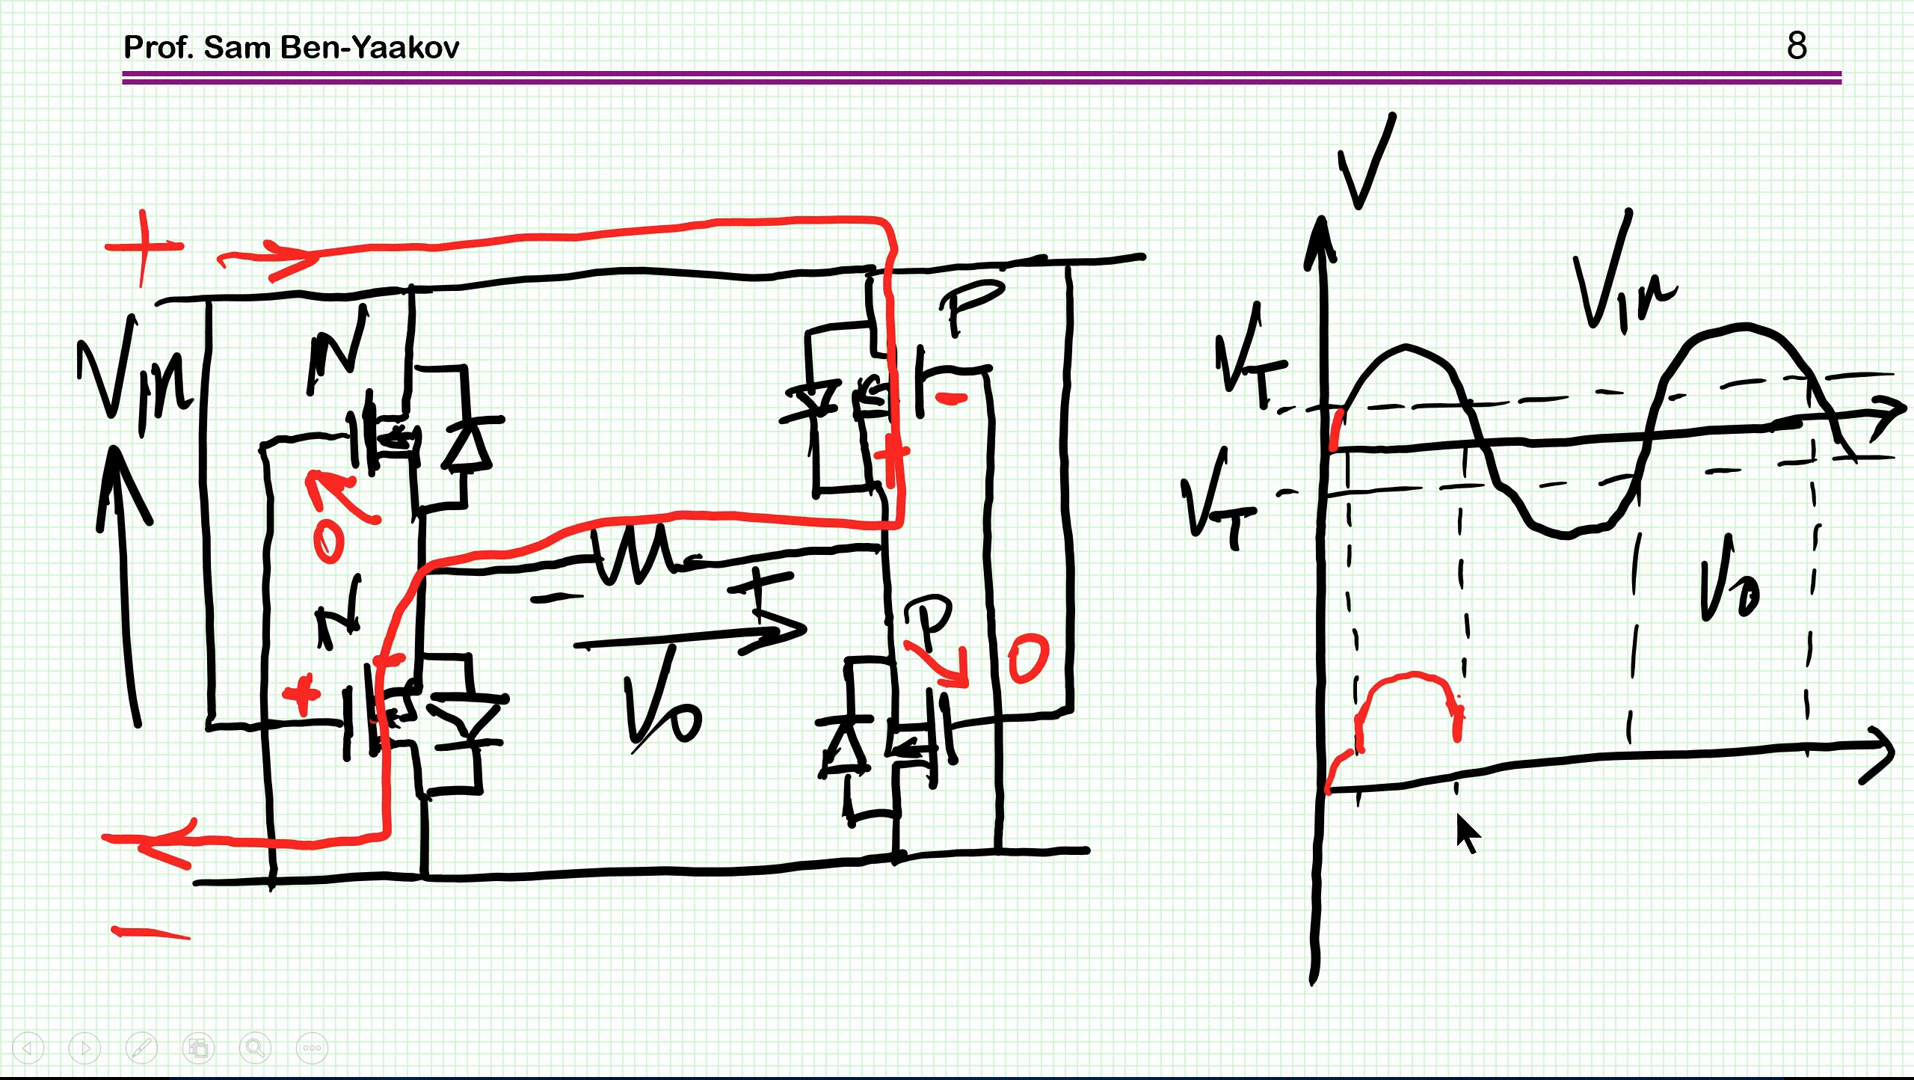 Prof. Sam Ben-Yaakov
8
V
+
Vin
N
P
-
+
0
N
+
-
P
0
- +
Vo
-
Vin
VT
VT
Vo